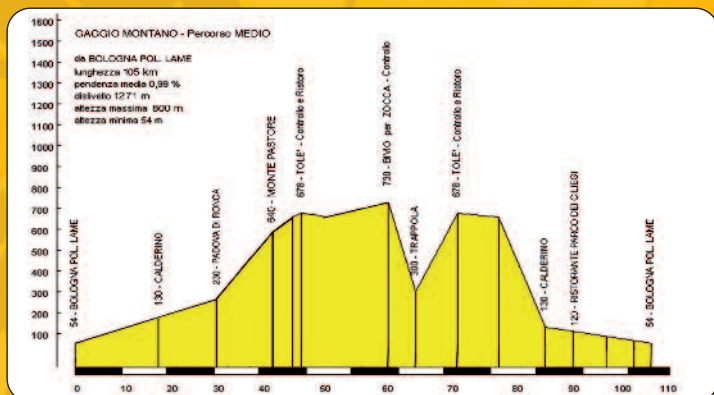 GAGGIO MONTANO - Percorso MEDIO
da BOLOGNA POL. LAME
lunghezza 105 km
pendenza media 0,99 %
dislivello 1271 m
altezza massima 800 m
altezza minima 54 m
1600
1500
1400
1300
1200
1100
1000
900
800
700
600
500
400
300
200
100
54 - BOLOGNA POL. LAME
130 - CALDERINO
230 - PADOVA DI RONCA
640 - MONTE PASTORE
678 - TOLE' - Controllo e Ristoro
730 - BIVIO per ZOCCA - Controllo
300 - TRAPPOLA
678 - TOLE' - Controllo e Ristoro
130 - CALDERINO
120 - RISTORANTE PARCO DEI CILIEGI
54 - BOLOGNA POL. LAME
0 10 20 30 40 50 60 70 80 90 100 110